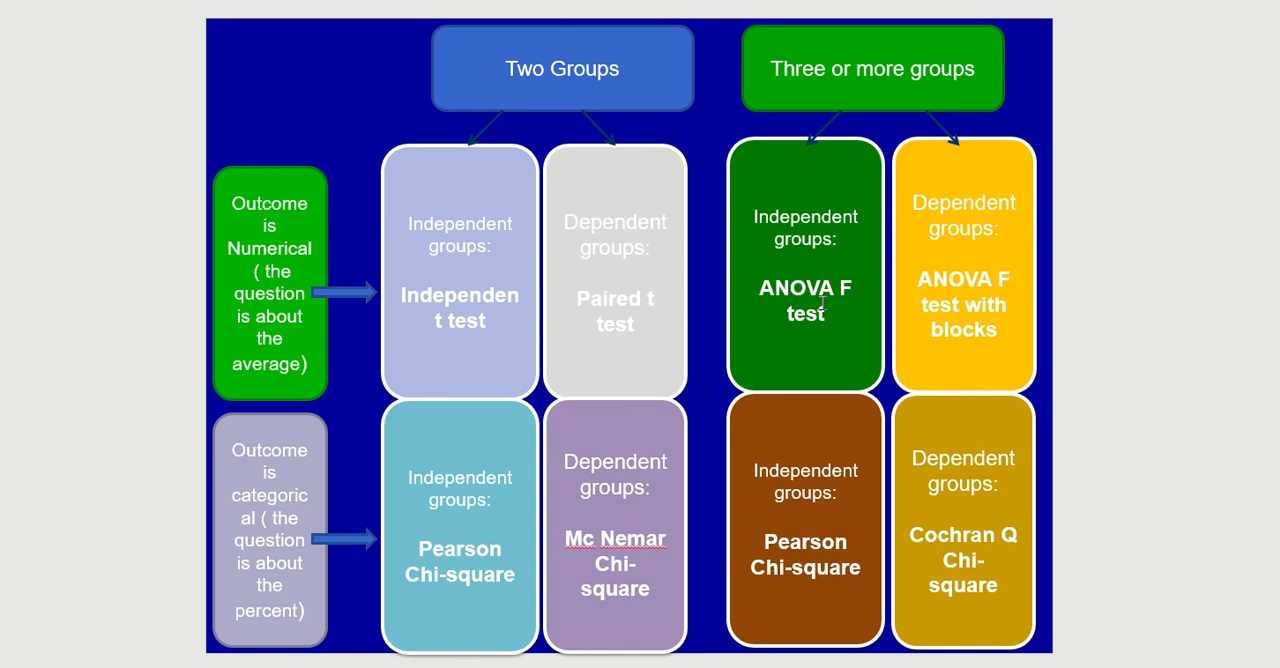 Two Groups
Three or more groups
Outcome
is
Numerical
( the
question
is about
the
average)
Independent
groups:
Independen
t test
Dependent
groups:
Paired t
test
Independent
groups:
ANOVA F
test
Dependent
groups:
ANOVA F
test with
blocks
Outcome
is
categoric
al ( the
question
is about
the
percent)
Independent
groups:
Pearson
Chi-square
Dependent
groups:
Mc Nemar
Chi-
square
Independent
groups:
Pearson
Chi-square
Dependent
groups:
Cochran Q
Chi-
square